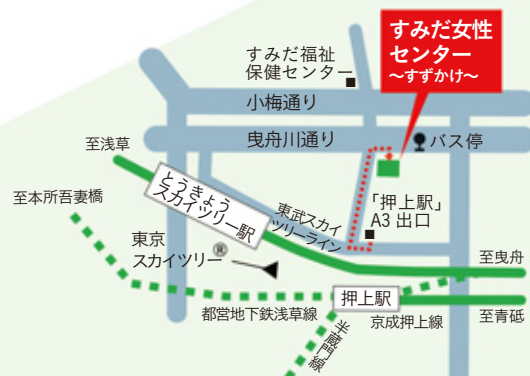 すみだ女性
センター
～すずかけ～
すみだ福祉
保健センター
小梅通り
曳舟川通り
バス停
至浅草
とうきょう
スカイツリー駅
至本所吾妻橋
「押上駅」
A3 出口
東武スカイ
ツリーライン
東京
スカイツリー
®
至曳舟
押上駅
都営地下鉄浅草線
京成押上線
至青砥
半蔵門線